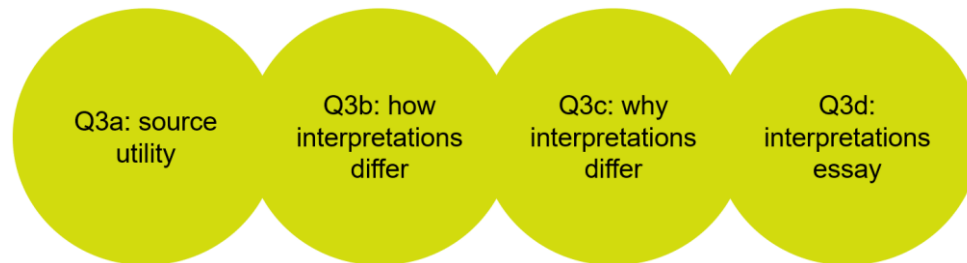 Q3a: source
utility
Q3b: how
interpretations
differ
Q3c: why
interpretations
differ
Q3d:
interpretations
essay